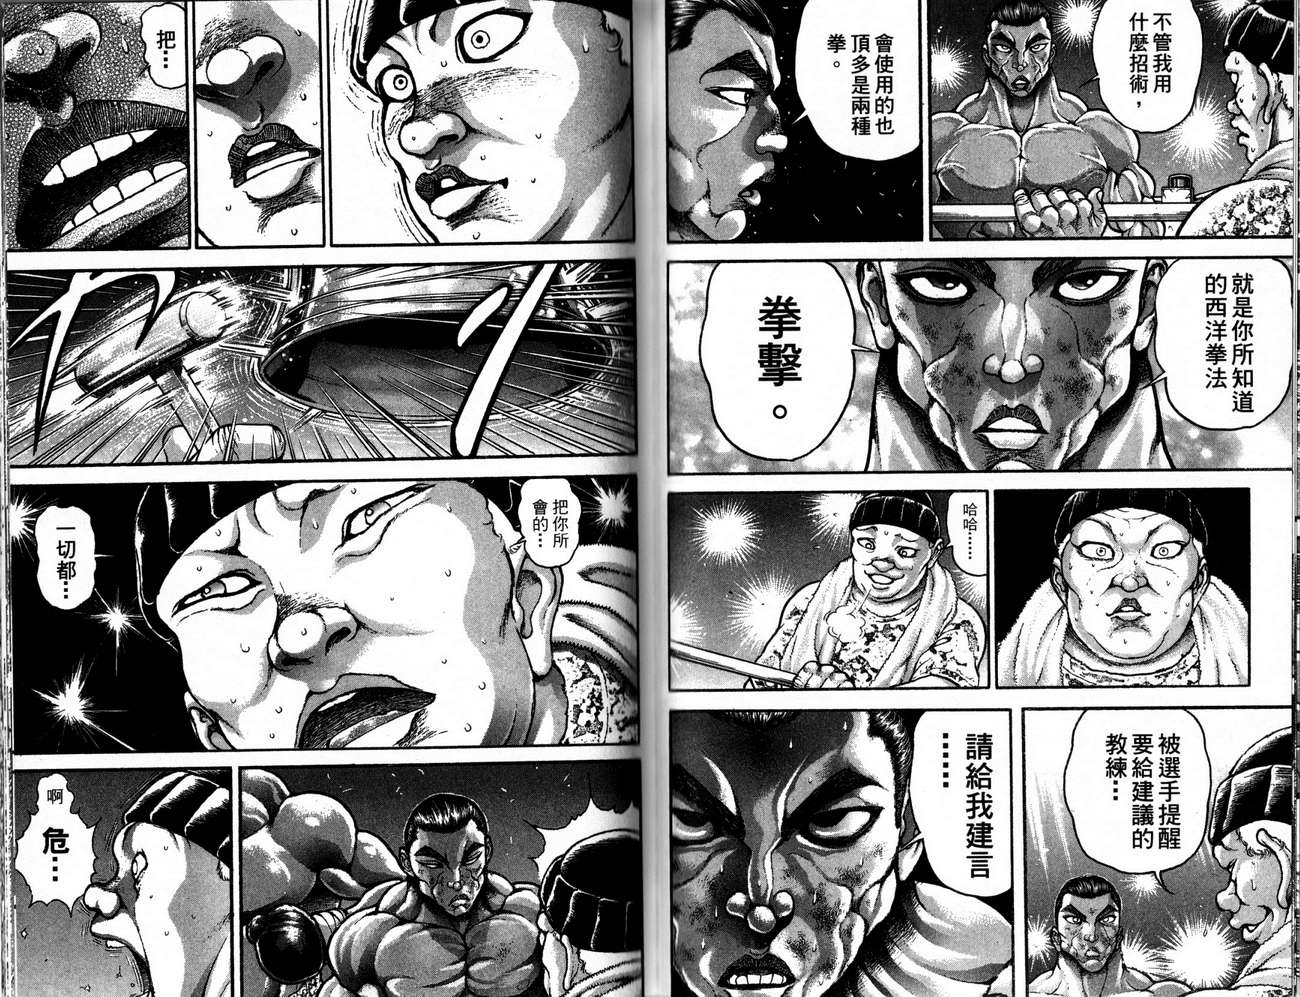 不管我用
什麼招術，
會使用的也
頂多是兩種
拳。
就是你所知道
的西洋拳法
拳擊。
哈哈……
被選手提醒
要給建議的
教練…
請給我建言
……
把…
把你所
會的…
一切都…
啊
危…